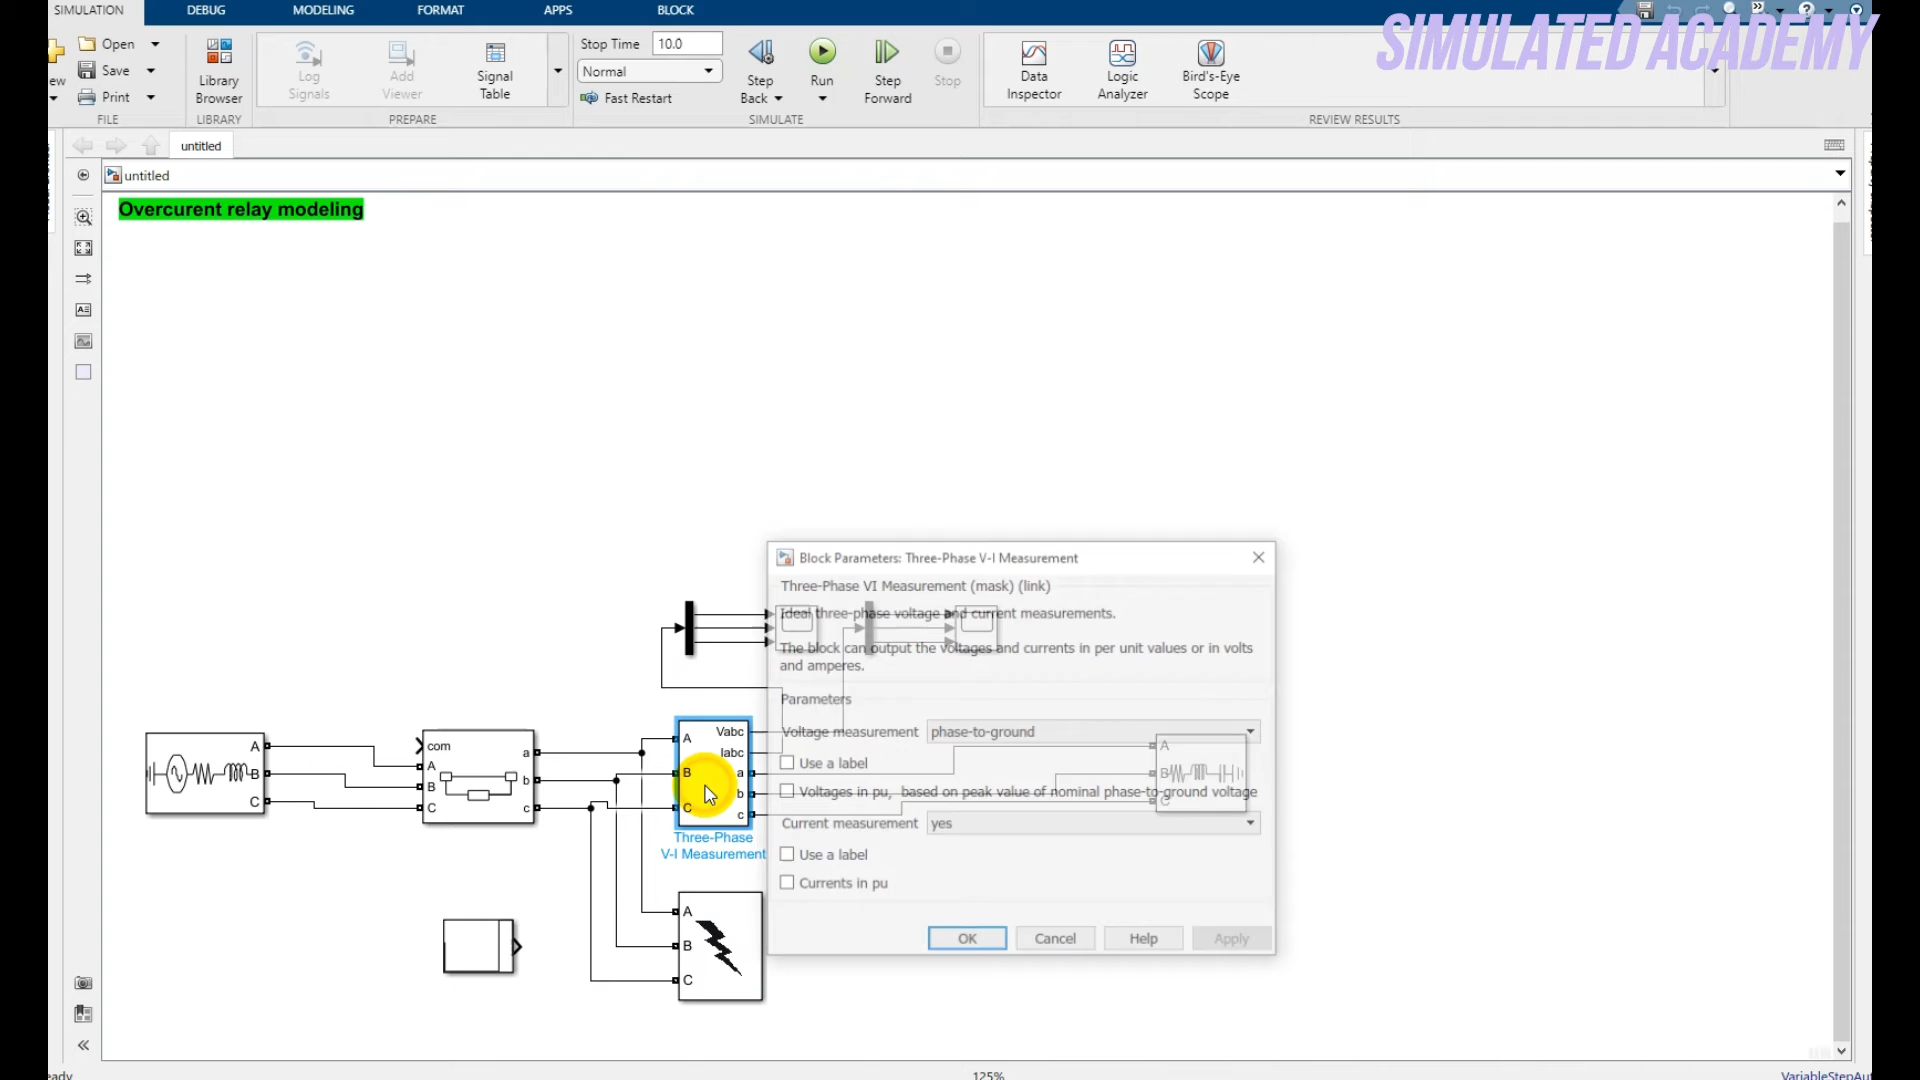 SIMULATION DEBUG MODELING FORMAT APPS BLOCK
SIMULATED ACADEMY
Open
Save
Print
FILE
Library
Browser
LIBRARY
Log
Signals
Add
Viewer
Signal
Table
PREPARE
Stop Time 10.0
Normal
Fast Restart
Step
Back
Run
Step
Forward
Stop
SIMULATE
Data
Inspector
Logic
Analyzer
Bird's-Eye
Scope
REVIEW RESULTS
untitled
untitled
Overcurent relay modeling
Block Parameters: Three-Phase V-I Measurement
Three-Phase VI Measurement (mask) (link)
Ideal three-phase voltage and current measurements.
The block can output the voltages and currents in per unit values or in volts
and amperes.
Parameters
Voltage measurement phase-to-ground
Use a label
Voltages in pu, based on peak value of nominal phase-to-ground voltage
Current measurement yes
Use a label
Currents in pu
OK Cancel Help Apply
A
B
C
com
A
B
C
a
b
c
A
B
C
Vabc
Iabc
a
b
c
Three-Phase
V-I Measurement
A
B
C
A
B
C
125%